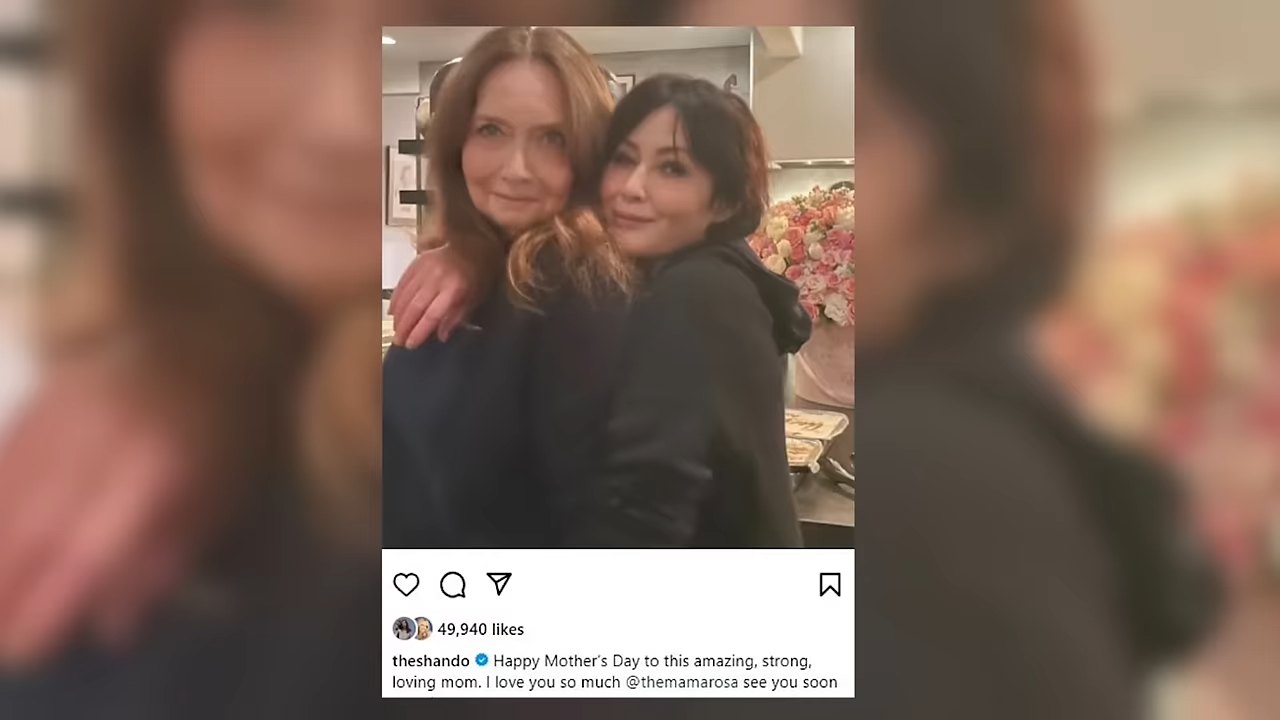 49,940 likes
theshando Happy Mother's Day to this amazing, strong,
loving mom. I love you so much @themamarosa see you soon